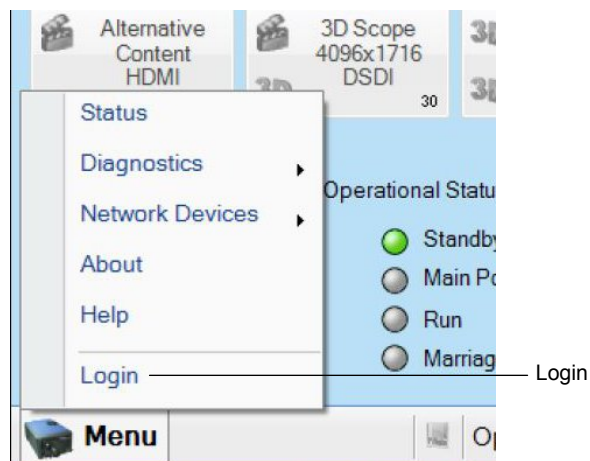 Alternative
Content
HDMI
3D Scope
4096x1716
DSDI
30
3D
Status
Diagnostics
Network Devices
About
Help
Login
Operational Statu
Standby
Main Po
Run
Marriag
Login
Menu
Op